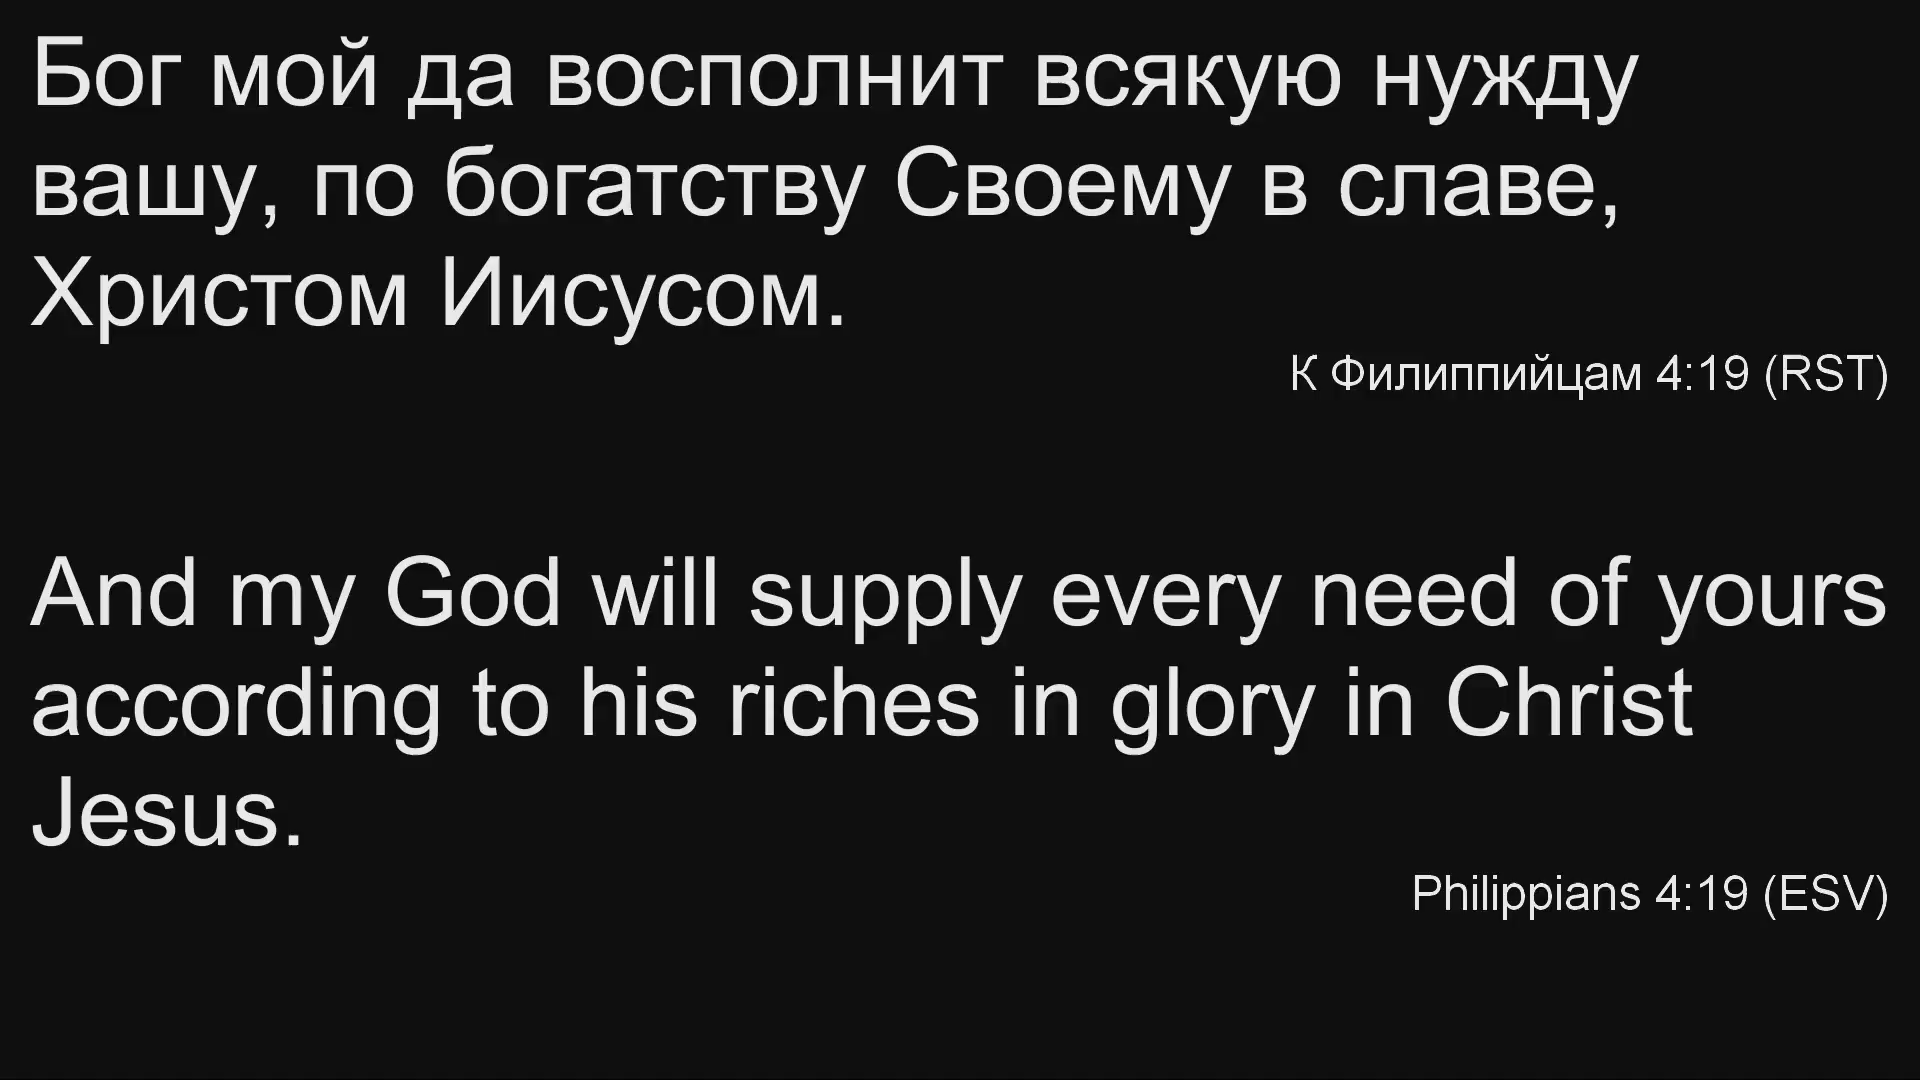 Бог мой да восполнит всякую нужду
вашу, по богатству Своему в славе,
Христом Иисусом.
К Филиппийцам 4:19 (RST)
And my God will supply every need of yours
according to his riches in glory in Christ
Jesus.
Philippians 4:19 (ESV)